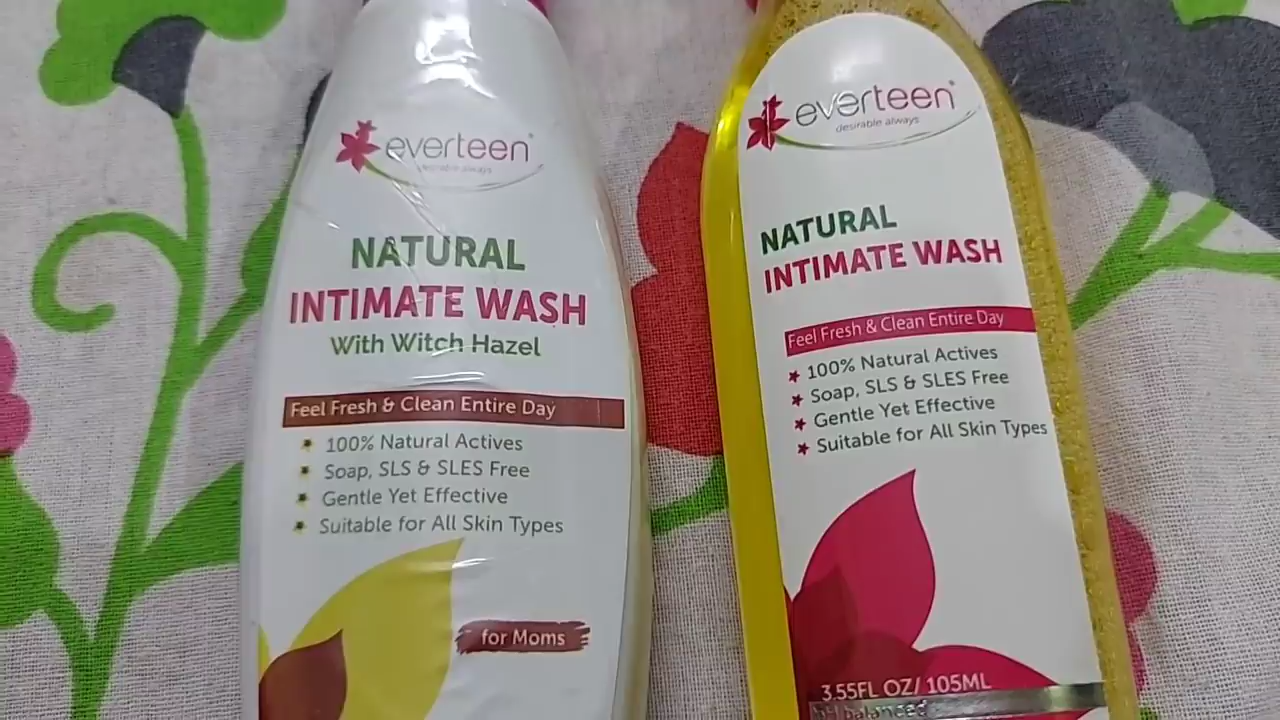 everteen
desirable always
NATURAL
INTIMATE WASH
With Witch Hazel
Feel Fresh & Clean Entire Day
100% Natural Actives
Soap, SLS & SLES Free
Gentle Yet Effective
Suitable for All Skin Types
for Moms
everteen®
desirable always
NATURAL
INTIMATE WASH
Feel Fresh & Clean Entire Day
100% Natural Actives
Soap, SLS & SLES Free
Gentle Yet Effective
Suitable for All Skin Types
3.55FL OZ/ 105ML
pH balanced